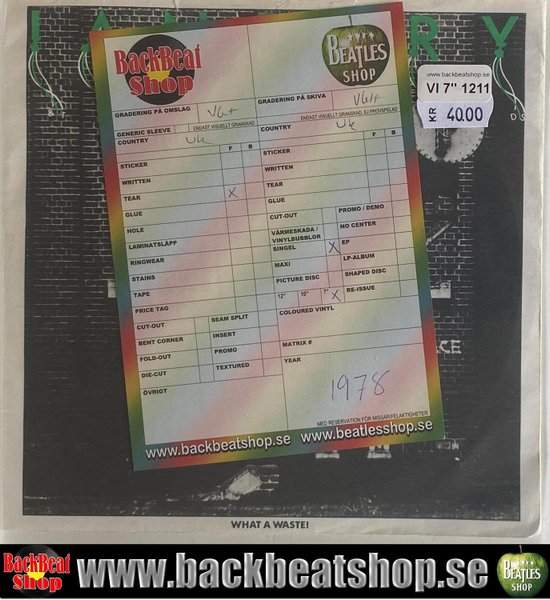 I A N D U R Y
BackBeat
Shop
BEATLES
SHOP
www.backbeatshop.se
VI 7" 1211
KR 4000
GRADERING PÅ OMSLAG
VG+
GRADERING PÅ SKIVA
VG+
GENERIC SLEEVE
ENDAST VISUELLT GRANSKAD
ENDAST VISUELLT GRANSKAD, EJ PROVSPELAD
COUNTRY UK
F B
STICKER
WRITTEN
TEAR X
GLUE
HOLE
LAMINATSLÄPP
RINGWEAR
STAINS
TAPE
PRICE TAG
CUT-OUT SEAM SPLIT
BENT CORNER INSERT
FOLD-OUT PROMO
DIE-CUT TEXTURED
ÖVRIGT
COUNTRY UK
F B
STICKER
WRITTEN
TEAR
GLUE
CUT-OUT PROMO / DEMO
VÄRMESKADA / VINYLBUBBLOR NO CENTER
SINGEL X EP
MAXI LP-ALBUM
PICTURE DISC SHAPED DISC
12" 10" 7" X RE-ISSUE
COLOURED VINYL
MATRIX #
YEAR
1978
MED RESERVATION FÖR MISSAR/FELAKTIGHETER
www.backbeatshop.se www.beatlesshop.se
CE
WHAT A WASTE!
BackBeat
Shop
www.backbeatshop.se
BEATLES
SHOP